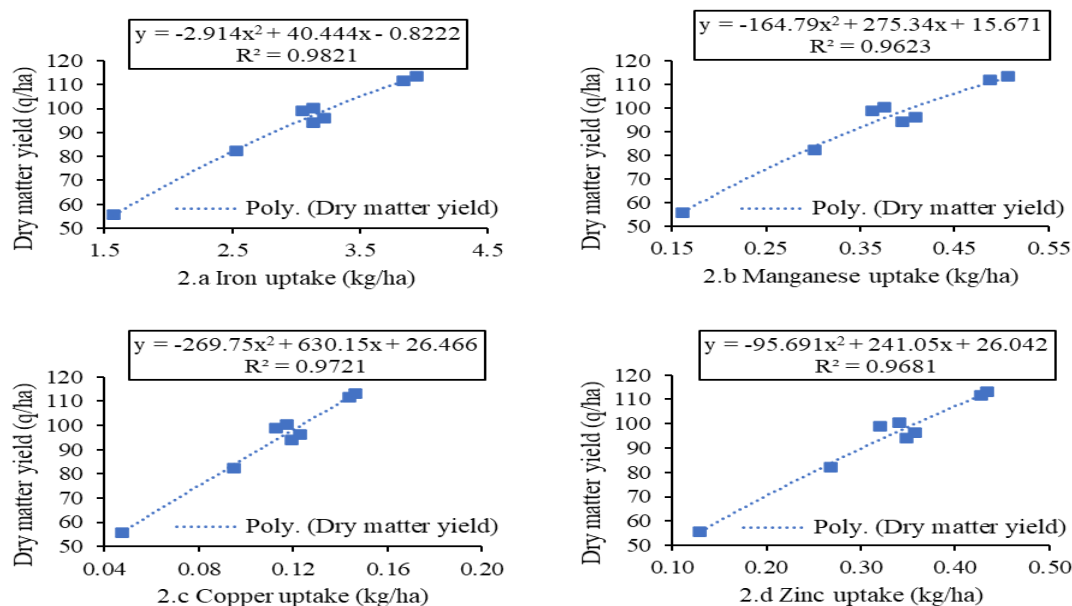 y = -2.914x² + 40.444x - 0.8222
R² = 0.9821
Dry matter yield (q/ha)
120
110
100
90
80
70
60
50
Poly. (Dry matter yield)
1.5 2.5 3.5 4.5
2.a Iron uptake (kg/ha)
y = -164.79x² + 275.34x + 15.671
R² = 0.9623
Dry matter yield (q/ha)
120
110
100
90
80
70
60
50
Poly. (Dry matter yield)
0.15 0.25 0.35 0.45 0.55
2.b Manganese uptake (kg/ha)
y = -269.75x² + 630.15x + 26.466
R² = 0.9721
Dry matter yield (q/ha)
120
110
100
90
80
70
60
50
Poly. (Dry matter yield)
0.04 0.08 0.12 0.16 0.20
2.c Copper uptake (kg/ha)
y = -95.691x² + 241.05x + 26.042
R² = 0.9681
Dry matter yield (q/ha)
120
110
100
90
80
70
60
50
Poly. (Dry matter yield)
0.10 0.20 0.30 0.40 0.50
2.d Zinc uptake (kg/ha)